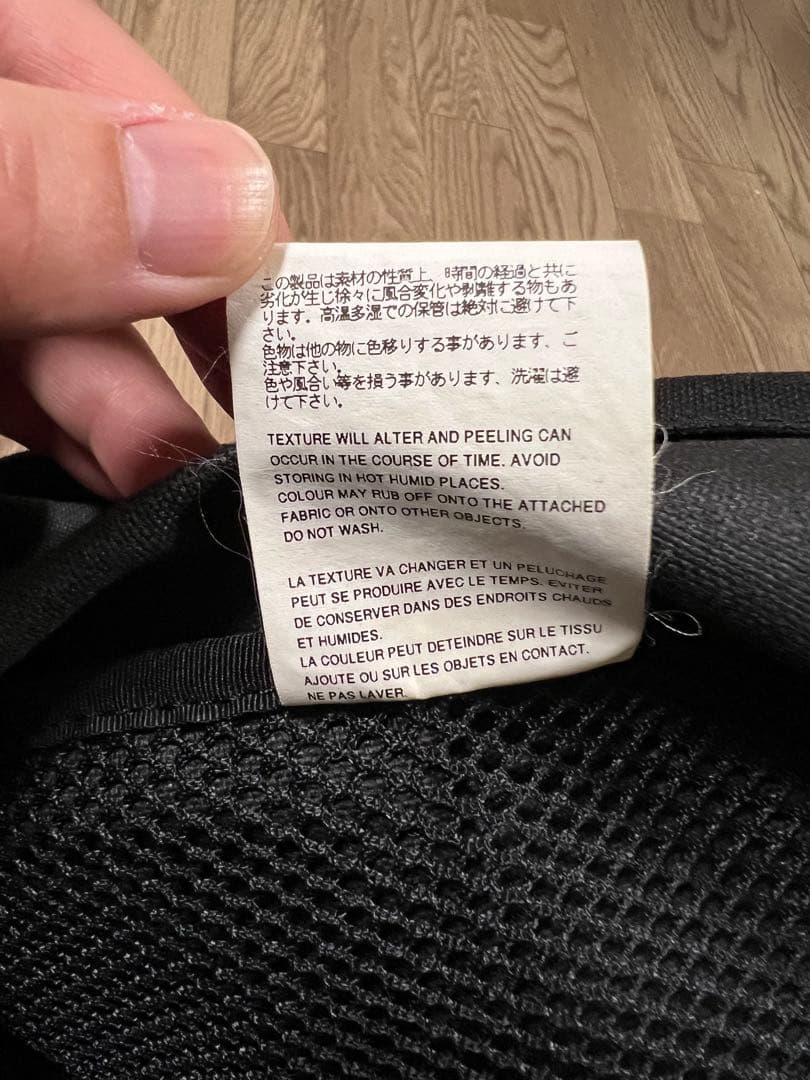 この製品は素材の性質上、時間の経過と共に
劣化が生じ徐々に風合変化や剥離する物もあ
ります。高温多湿での保管は絶対に避けて下
さい。
色物は他の物に色移りする事があります、ご
注意下さい。
色や風合い等を損う事があります、洗濯は避
けて下さい。
TEXTURE WILL ALTER AND PEELING CAN
OCCUR IN THE COURSE OF TIME. AVOID
STORING IN HOT HUMID PLACES.
COLOUR MAY RUB OFF ONTO THE ATTACHED
FABRIC OR ONTO OTHER OBJECTS.
DO NOT WASH.
LA TEXTURE VA CHANGER ET UN PELUCHAGE
PEUT SE PRODUIRE AVEC LE TEMPS. EVITER
DE CONSERVER DANS DES ENDROITS CHAUDS
ET HUMIDES.
LA COULEUR PEUT DETEINDRE SUR LE TISSU
AJOUTE OU SUR LES OBJETS EN CONTACT.
NE PAS LAVER.